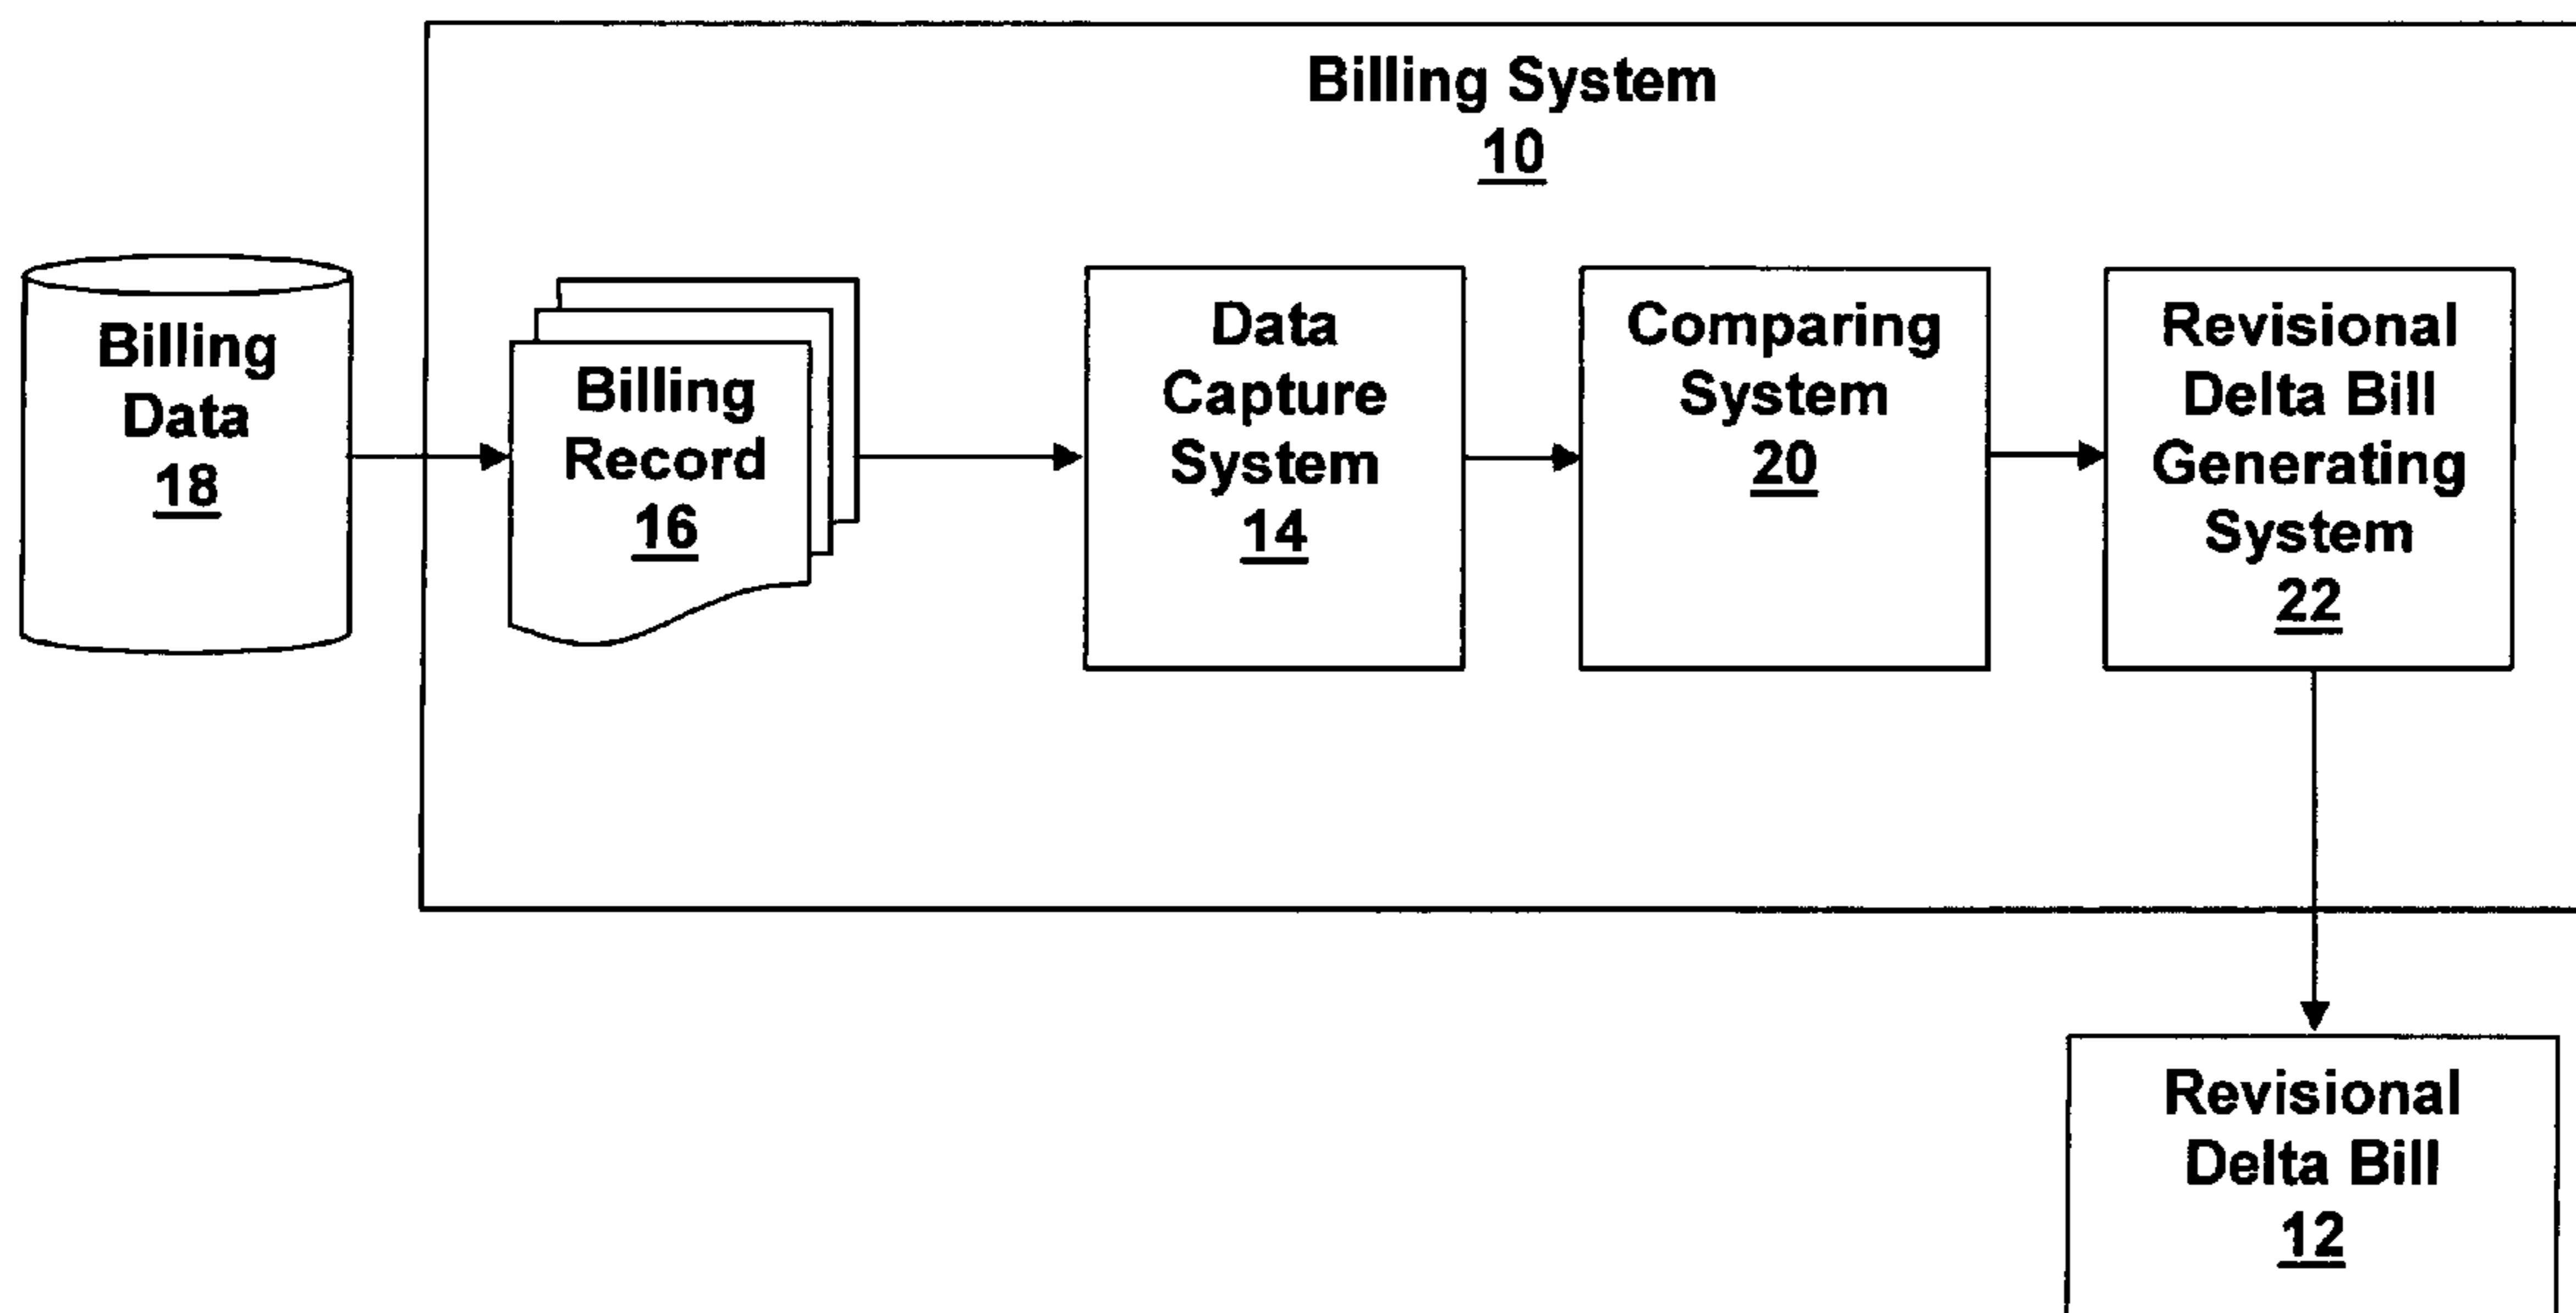 Billing System
10
Billing
Data
18
Billing
Record
16
Data
Capture
System
14
Comparing
System
20
Revisional
Delta Bill
Generating
System
22
Revisional
Delta Bill
12